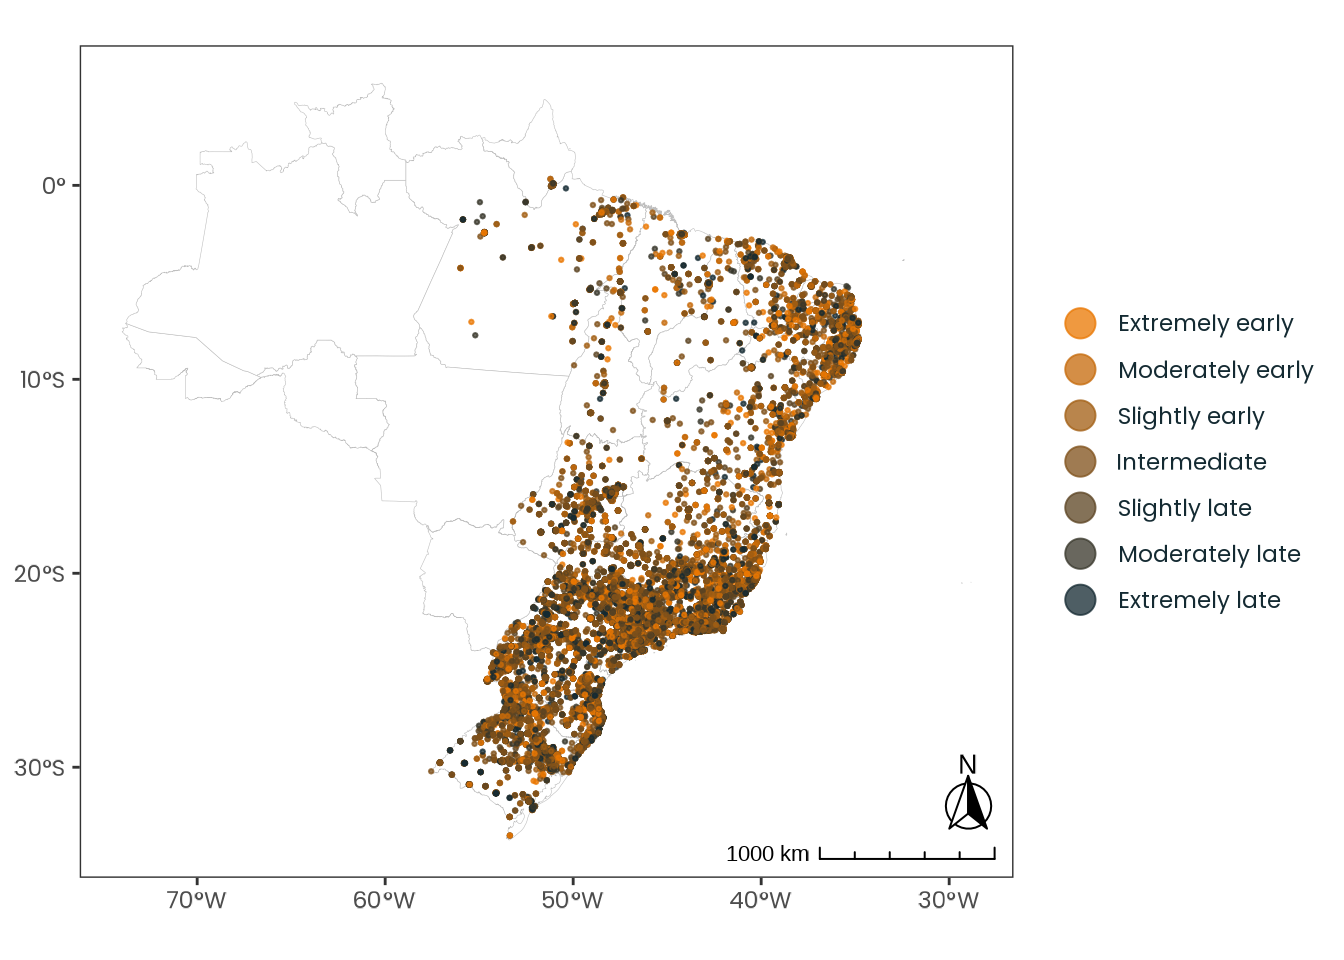 0°
10°S
20°S
30°S
70°W
60°W
50°W
40°W
30°W
N
1000 km
Extremely early
Moderately early
Slightly early
Intermediate
Slightly late
Moderately late
Extremely late